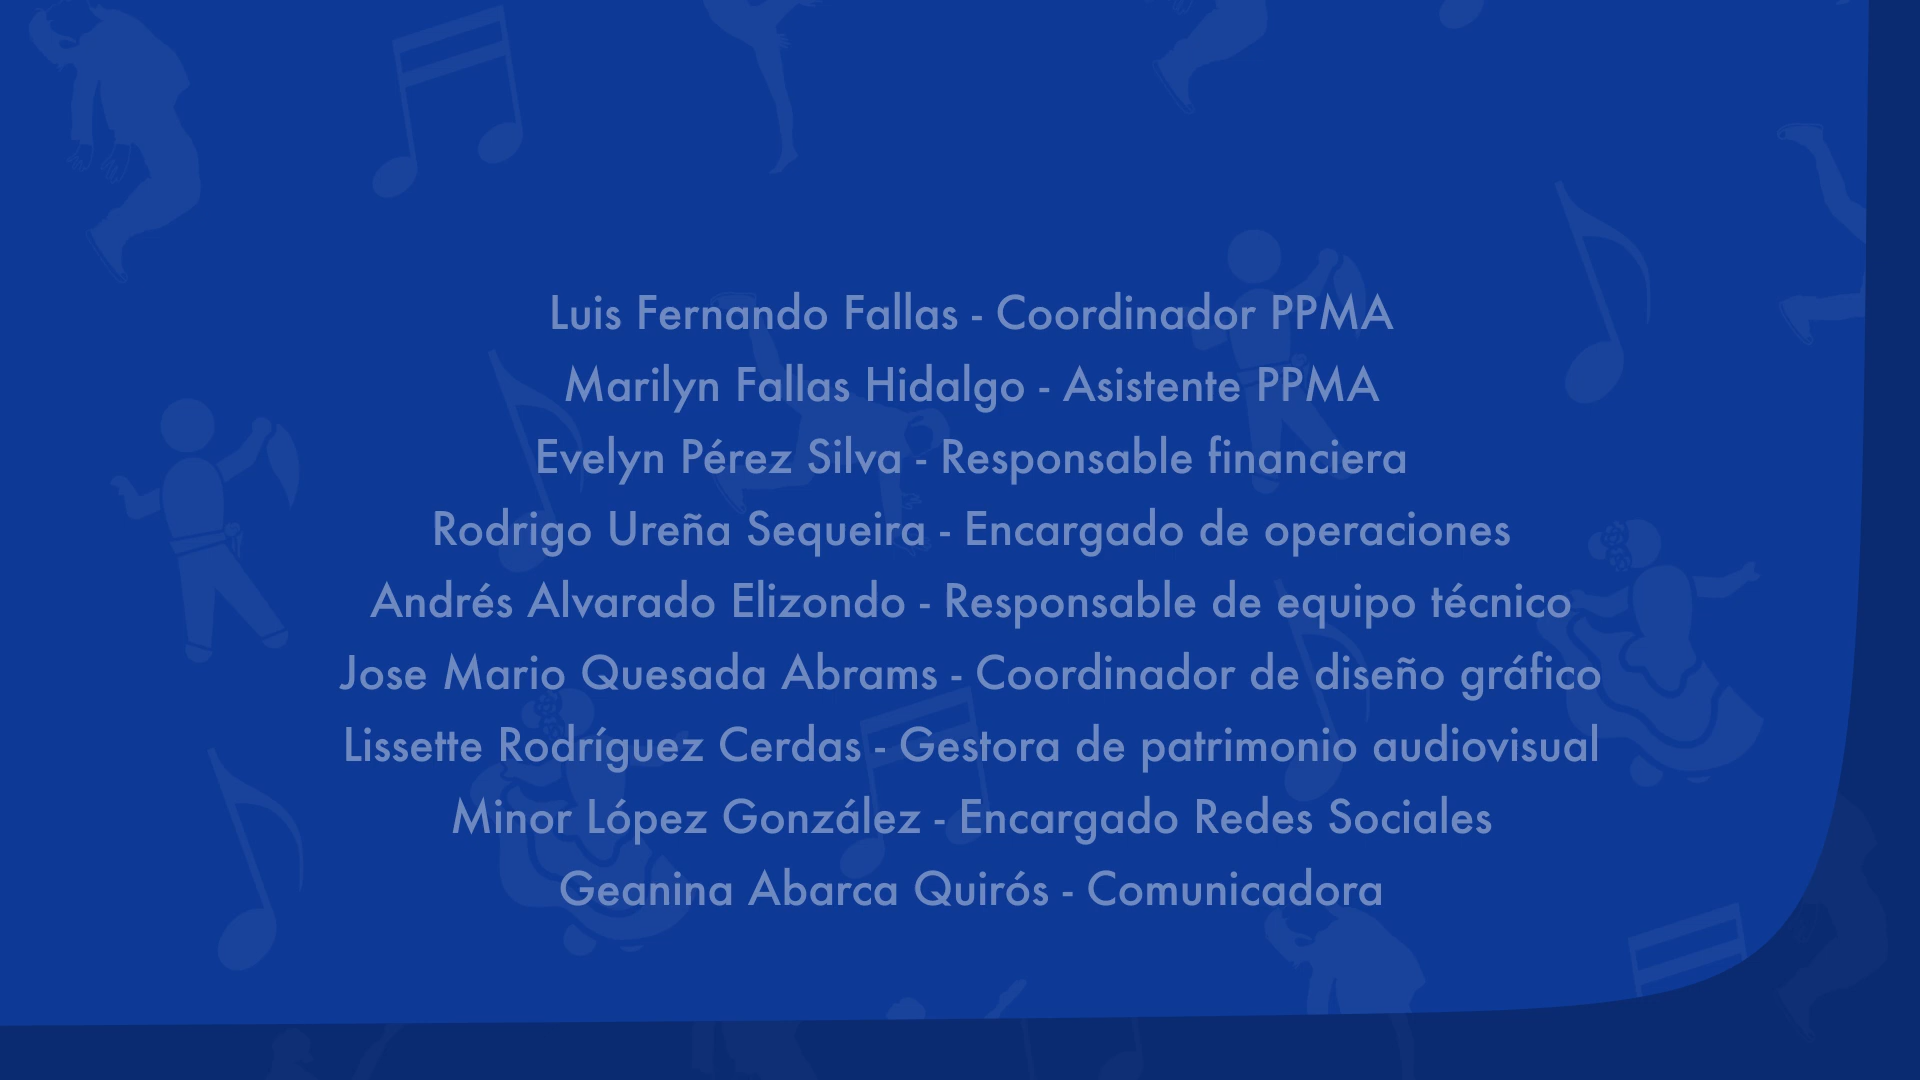 Luis Fernando Fallas - Coordinador PPMA
Marilyn Fallas Hidalgo - Asistente PPMA
Evelyn Pérez Silva - Responsable financiera
Rodrigo Ureña Sequeira - Encargado de operaciones
Andrés Alvarado Elizondo - Responsable de equipo técnico
Jose Mario Quesada Abrams - Coordinador de diseño gráfico
Lissette Rodríguez Cerdas - Gestora de patrimonio audiovisual
Minor López González - Encargado Redes Sociales
Geanina Abarca Quirós - Comunicadora